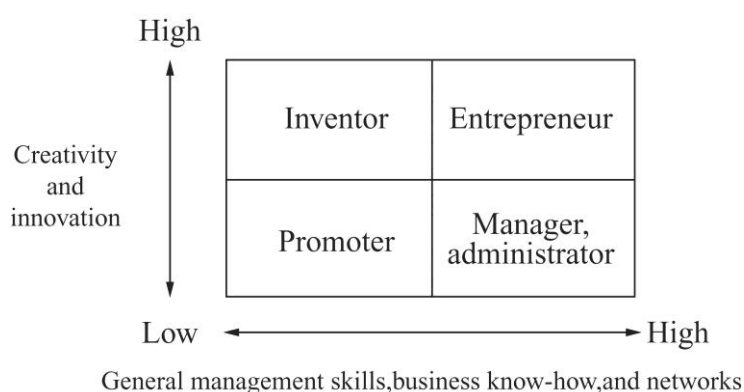 High
Inventor Entrepreneur
Creativity
and
innovation
Promoter Manager,
administrator
Low High
General management skills,business know-how,and networks